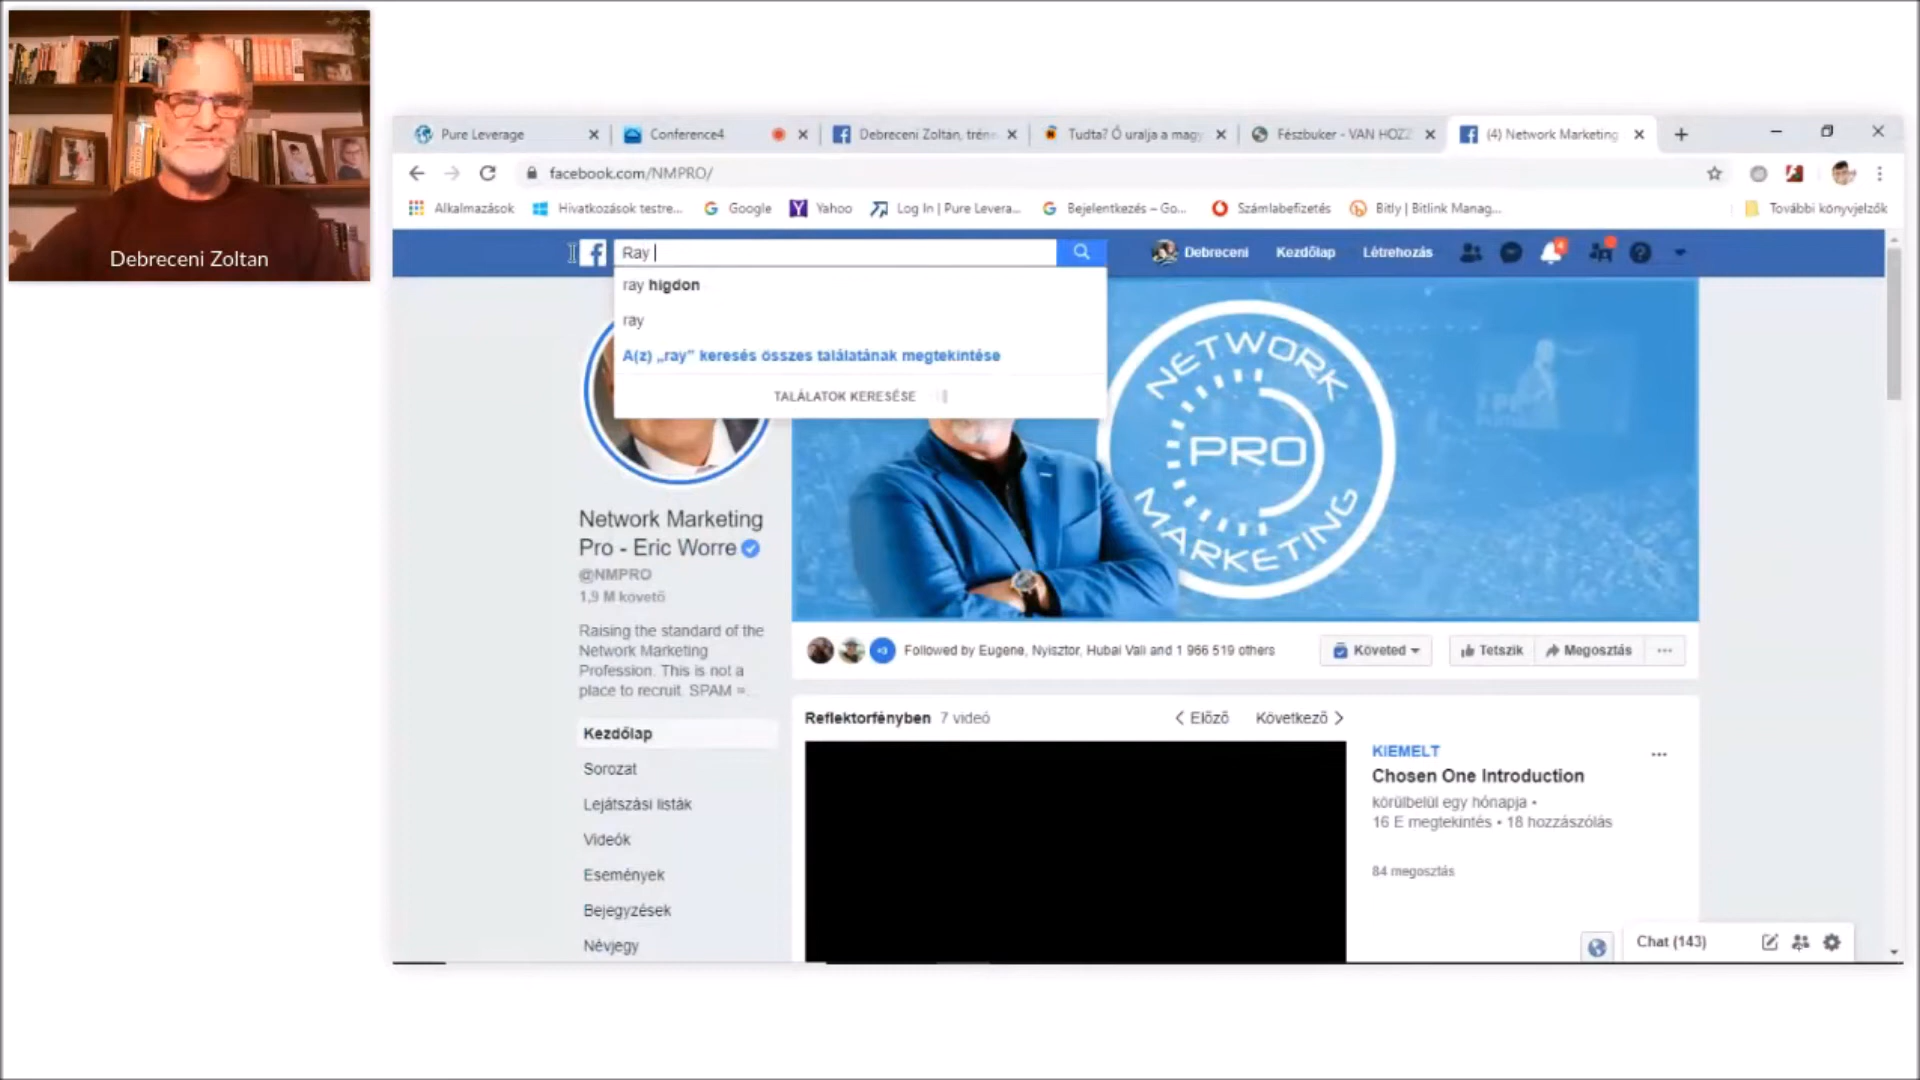 Debreceni Zoltan
Pure Leverage
Conference4
Debreceni Zoltan, tréne
Tudta? Ő uralja a magy
Fészbuker - VAN HOZZ
(4) Network Marketing
facebook.com/NMPRO/
Alkalmazások
Hivatkozások testre...
Google
Yahoo
Log In | Pure Levera...
Bejelentkezés – Go...
Számlabefizetés
Bitly | Bitlink Manag...
További könyvjelzők
Ray
Debreceni
Kezdőlap
Létrehozás
4
ray higdon
ray
A(z) „ray” keresés összes találatának megtekintése
TALÁLATOK KERESÉSE
NETWORK
PRO
MARKETING
Network Marketing
Pro - Eric Worre
@NMPRO
1,9 M követő
Raising the standard of the
Network Marketing
Profession. This is not a
place to recruit. SPAM =...
+3
Followed by Eugene, Nyisztor, Hubai Vali and 1 966 519 others
Követed
Tetszik
Megosztás
Reflektorfényben 7 videó
Előző
Következő
KIEMELT
Chosen One Introduction
körülbelül egy hónapja •
16 E megtekintés • 18 hozzászólás
84 megosztás
Kezdőlap
Sorozat
Lejátszási listák
Videók
Események
Bejegyzések
Névjegy
Chat (143)